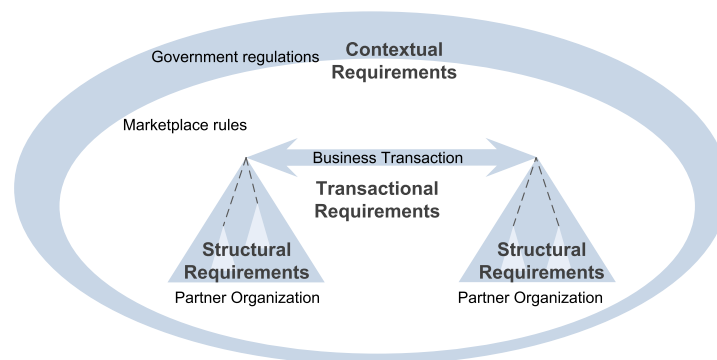 Government regulations
Contextual
Requirements
Marketplace rules
Business Transaction
Transactional
Requirements
Structural
Requirements
Partner Organization
Structural
Requirements
Partner Organization